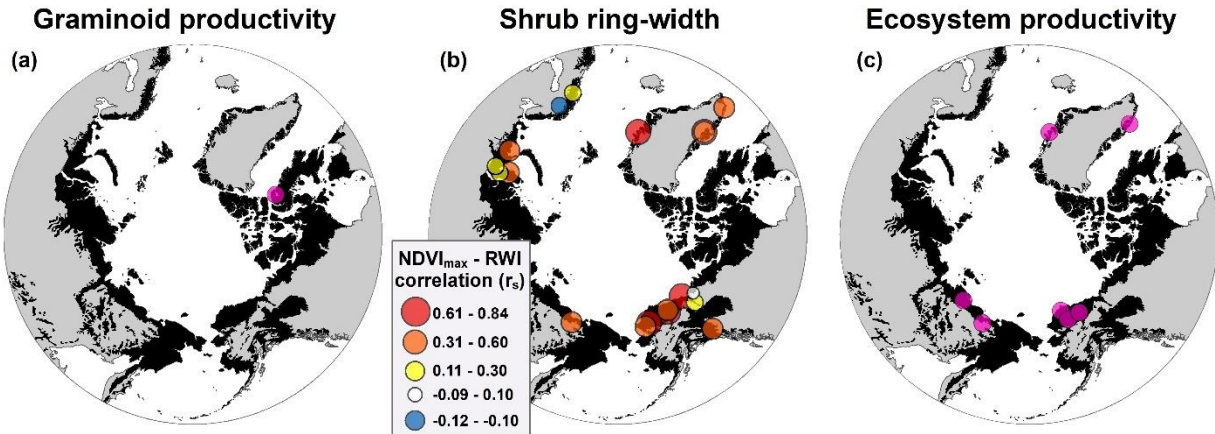 Graminoid productivity
Shrub ring-width
Ecosystem productivity
(a)
(b)
(c)
NDVImax - RWI
correlation (rs)
0.61 - 0.84
0.31 - 0.60
0.11 - 0.30
-0.09 - 0.10
-0.12 - -0.10